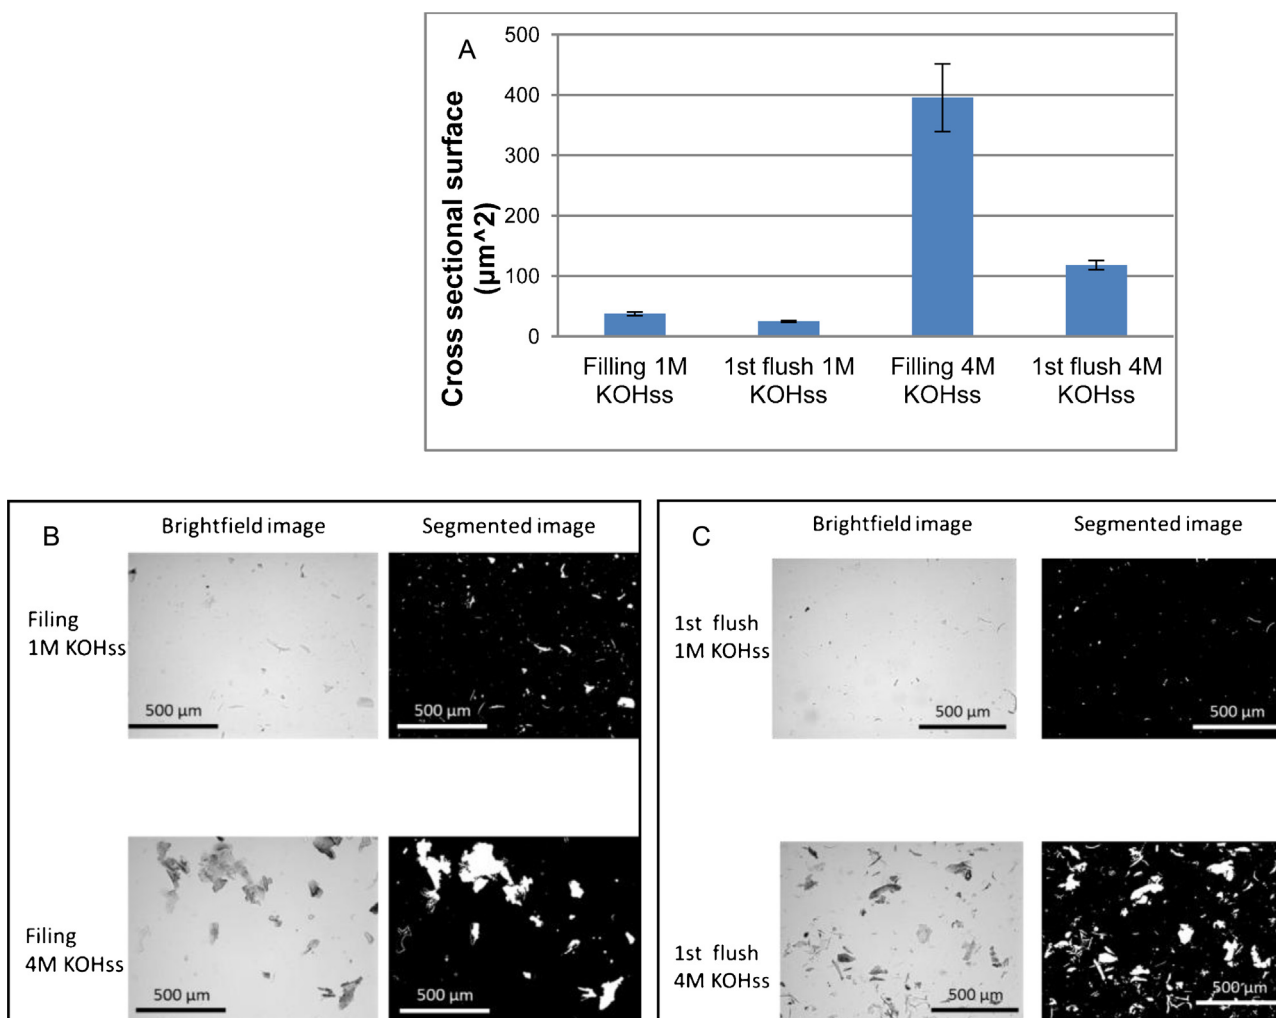 A
500
400
300
200
100
0
Cross sectional surface
(µm^2)
Filling 1M
KOHss
1st flush 1M
KOHss
Filling 4M
KOHss
1st flush 4M
KOHss
B
Brightfield image
Segmented image
Filing
1M KOHss
500 µm
500 µm
Filing
4M KOHss
500 µm
500 µm
C
Brightfield image
Segmented image
1st flush
1M KOHss
500 µm
500 µm
1st flush
4M KOHss
500 µm
500 µm